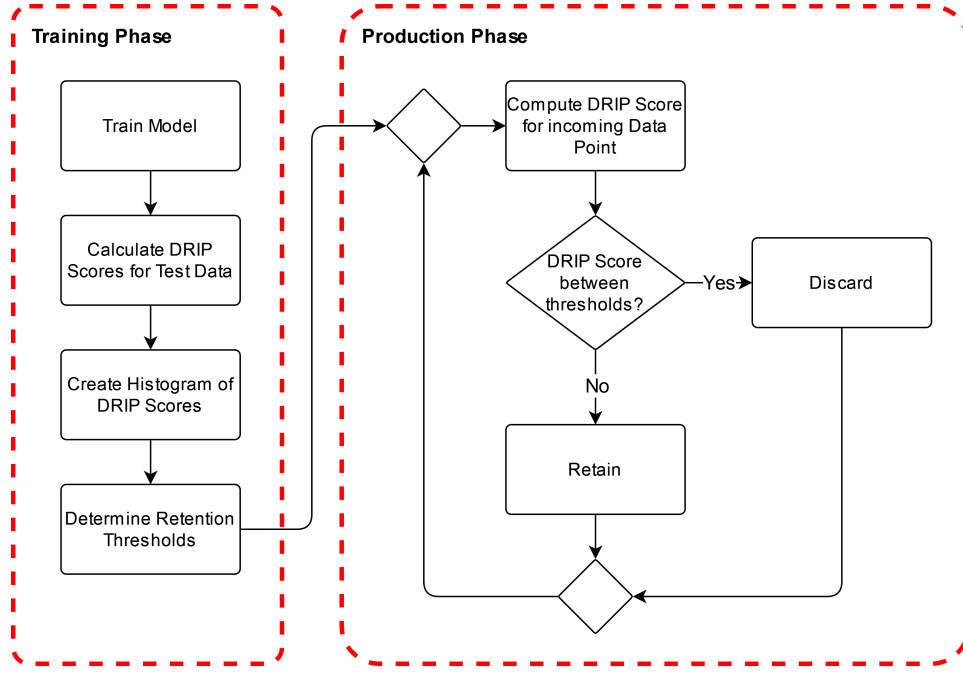 Training Phase
Train Model
Calculate DRIP
Scores for Test Data
Create Histogram of
DRIP Scores
Determine Retention
Thresholds
Production Phase
Compute DRIP Score
for incoming Data
Point
DRIP Score
between
thresholds?
Yes
Discard
No
Retain